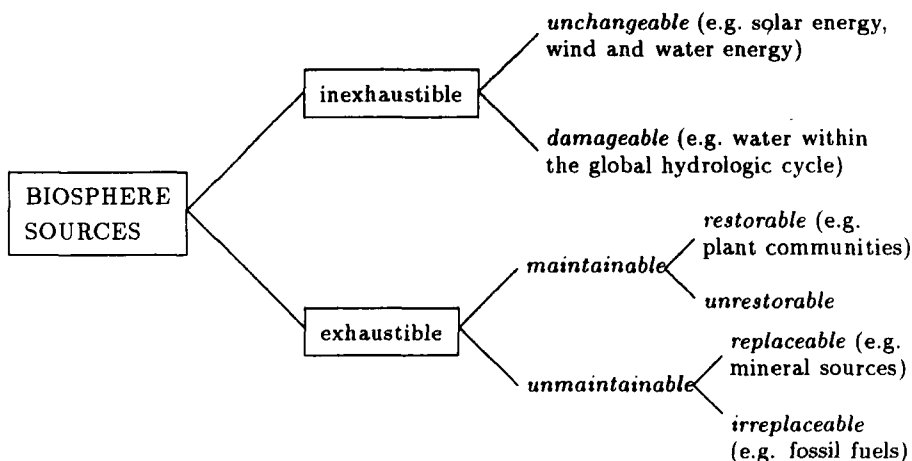 unchangeable (e.g. solar energy,
wind and water energy)
inexhaustible
damageable (e.g. water within
the global hydrologic cycle)
BIOSPHERE
SOURCES
restorable (e.g.
plant communities)
maintainable
unrestorable
exhaustible
replaceable (e.g.
mineral sources)
unmaintainable
irreplaceable
(e.g. fossil fuels)